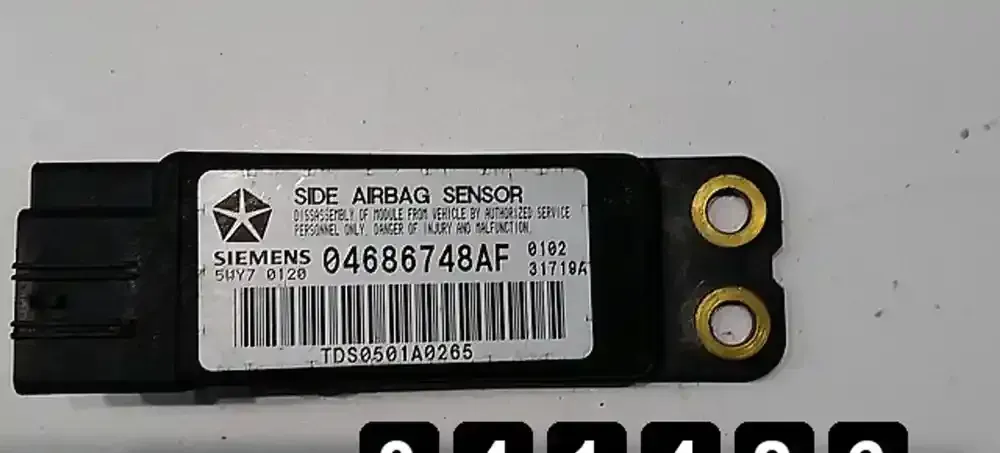 SIDE AIRBAG SENSOR
DISSASSEMBLY OF MODULE FROM VEHICLE BY AUTHORIZED SERVICE
PERSONNEL ONLY. DANGER OF INJURY AND MALFUNCTION.
SIEMENS 04686748AF 0102
5WY7 0120 31719A
TDS0501A0265